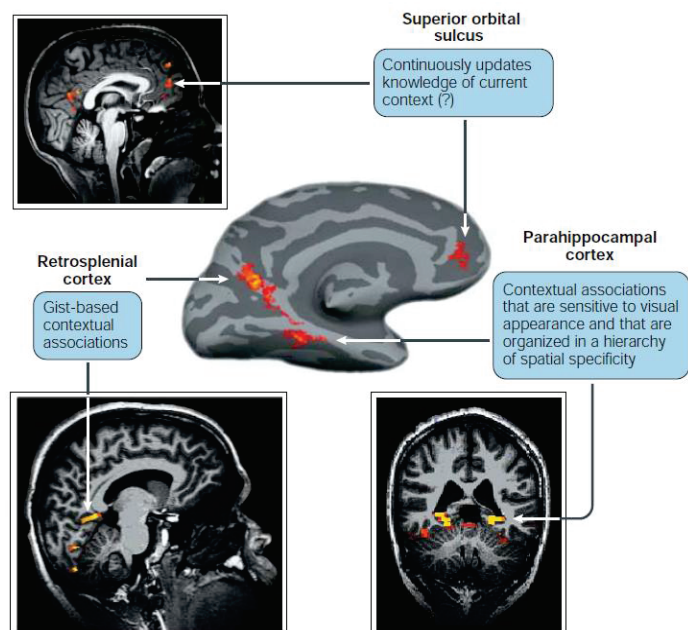 Superior orbital
sulcus
Continuously updates
knowledge of current
context (?)
Parahippocampal
cortex
Contextual associations
that are sensitive to visual
appearance and that are
organized in a hierarchy
of spatial specificity
Retrosplenial
cortex
Gist-based
contextual
associations